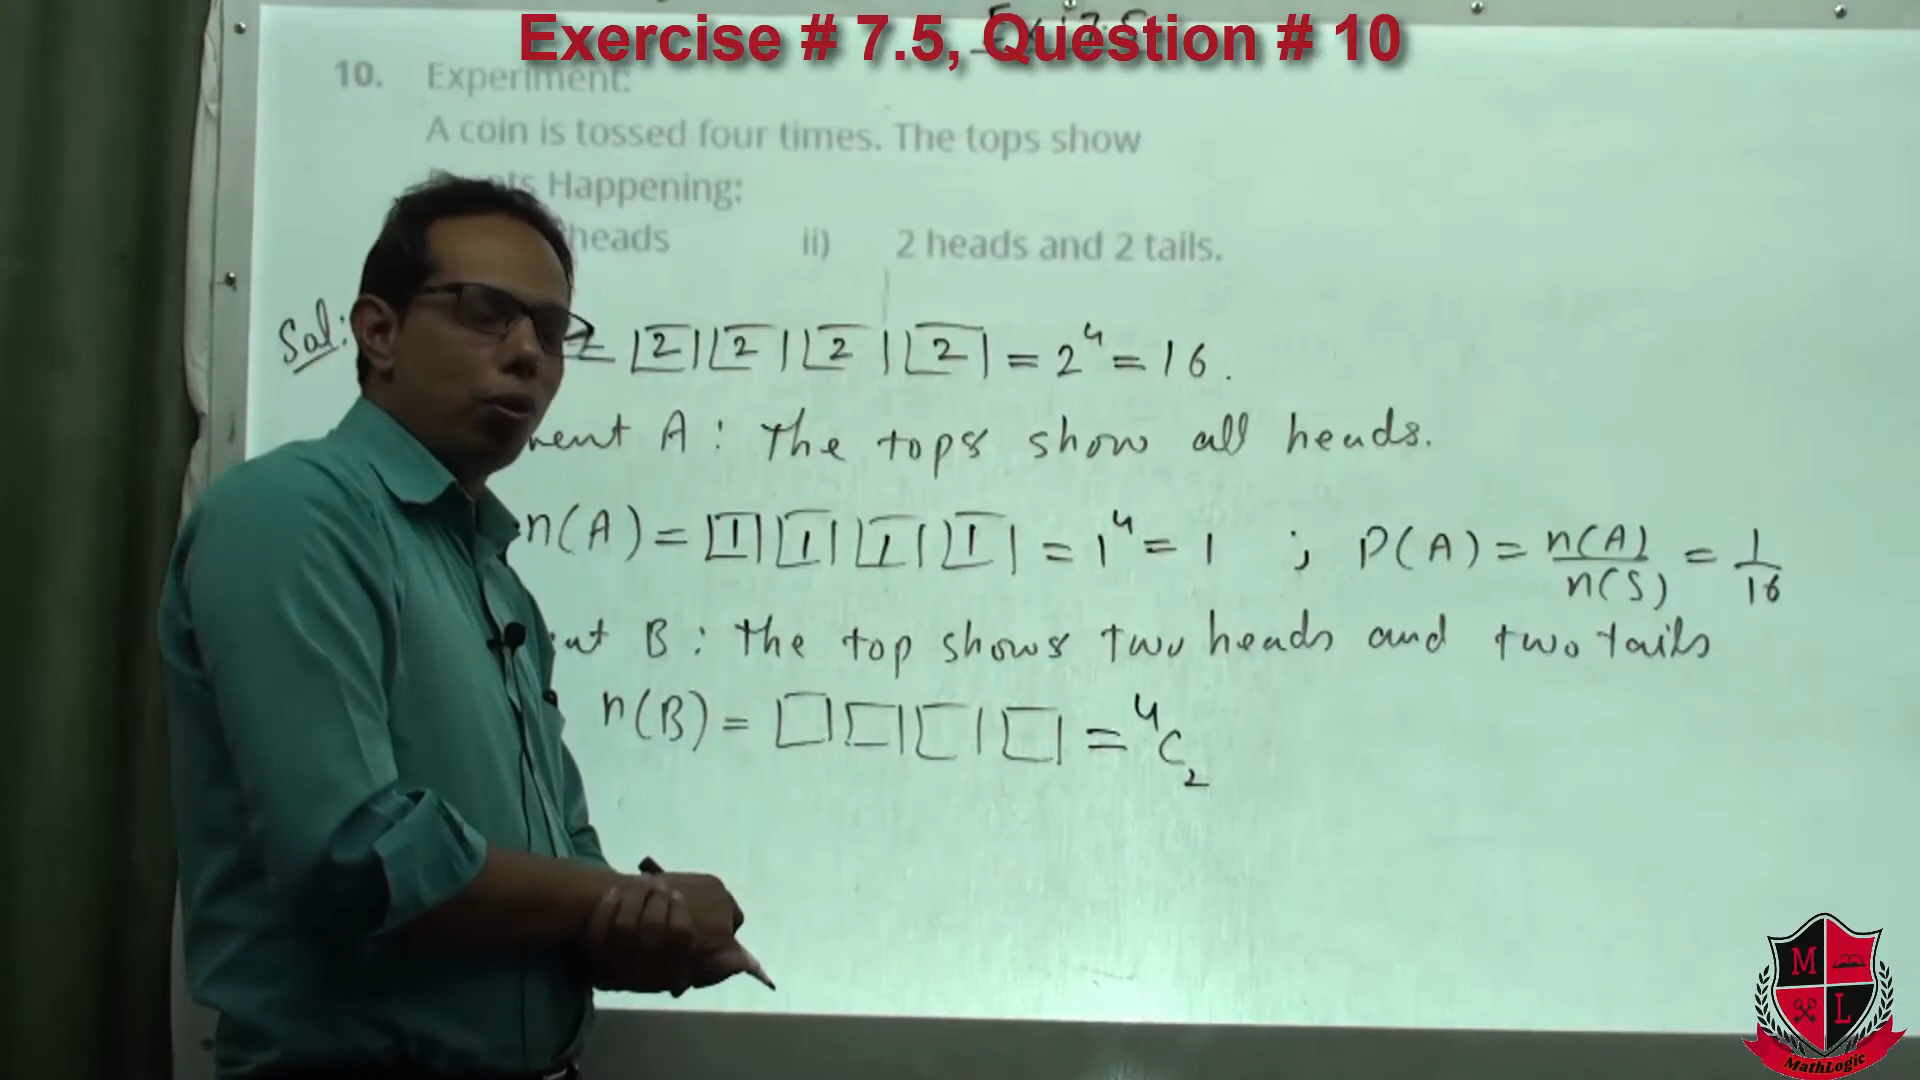 Exercise # 7.5, Question # 10
10. Experiment:
A coin is tossed four times. The tops show
Happening:
heads ii) 2 heads and 2 tails.
Sol: = 2 2 2 2 = 2⁴ = 16.
A : The tops show all heads.
n(A) = 1 1 1 1 = 1⁴ = 1 ; P(A) = n(A)/n(S) = 1/16
B : The top shows two heads and two tails
n(B) = □ □ □ □ = ⁴C₂
M L
MathLogic